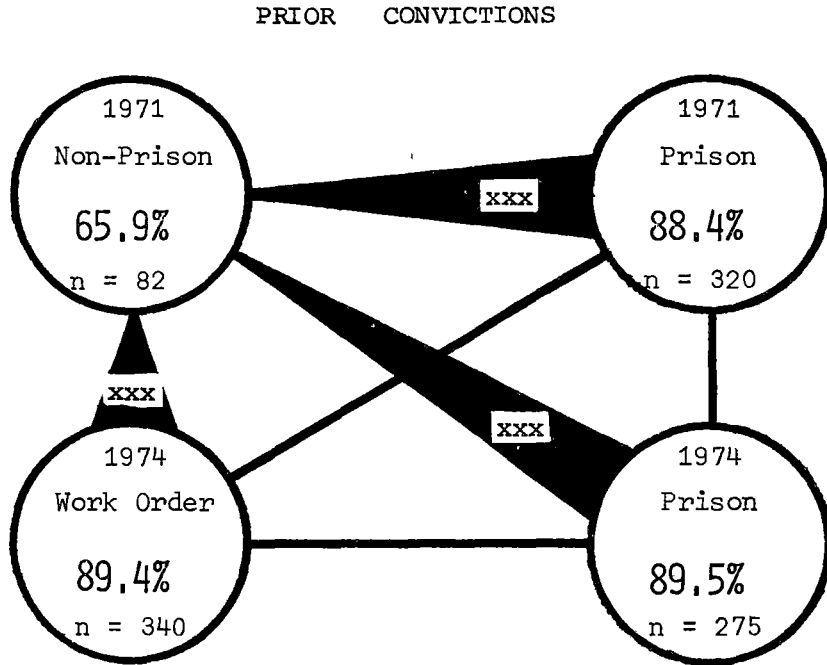 PRIOR CONVICTIONS
1971
Non-Prison
65.9%
n = 82
1971
Prison
88.4%
n = 320
xxx
xxx
xxx
1974
Work Order
89.4%
n = 340
1974
Prison
89.5%
n = 275